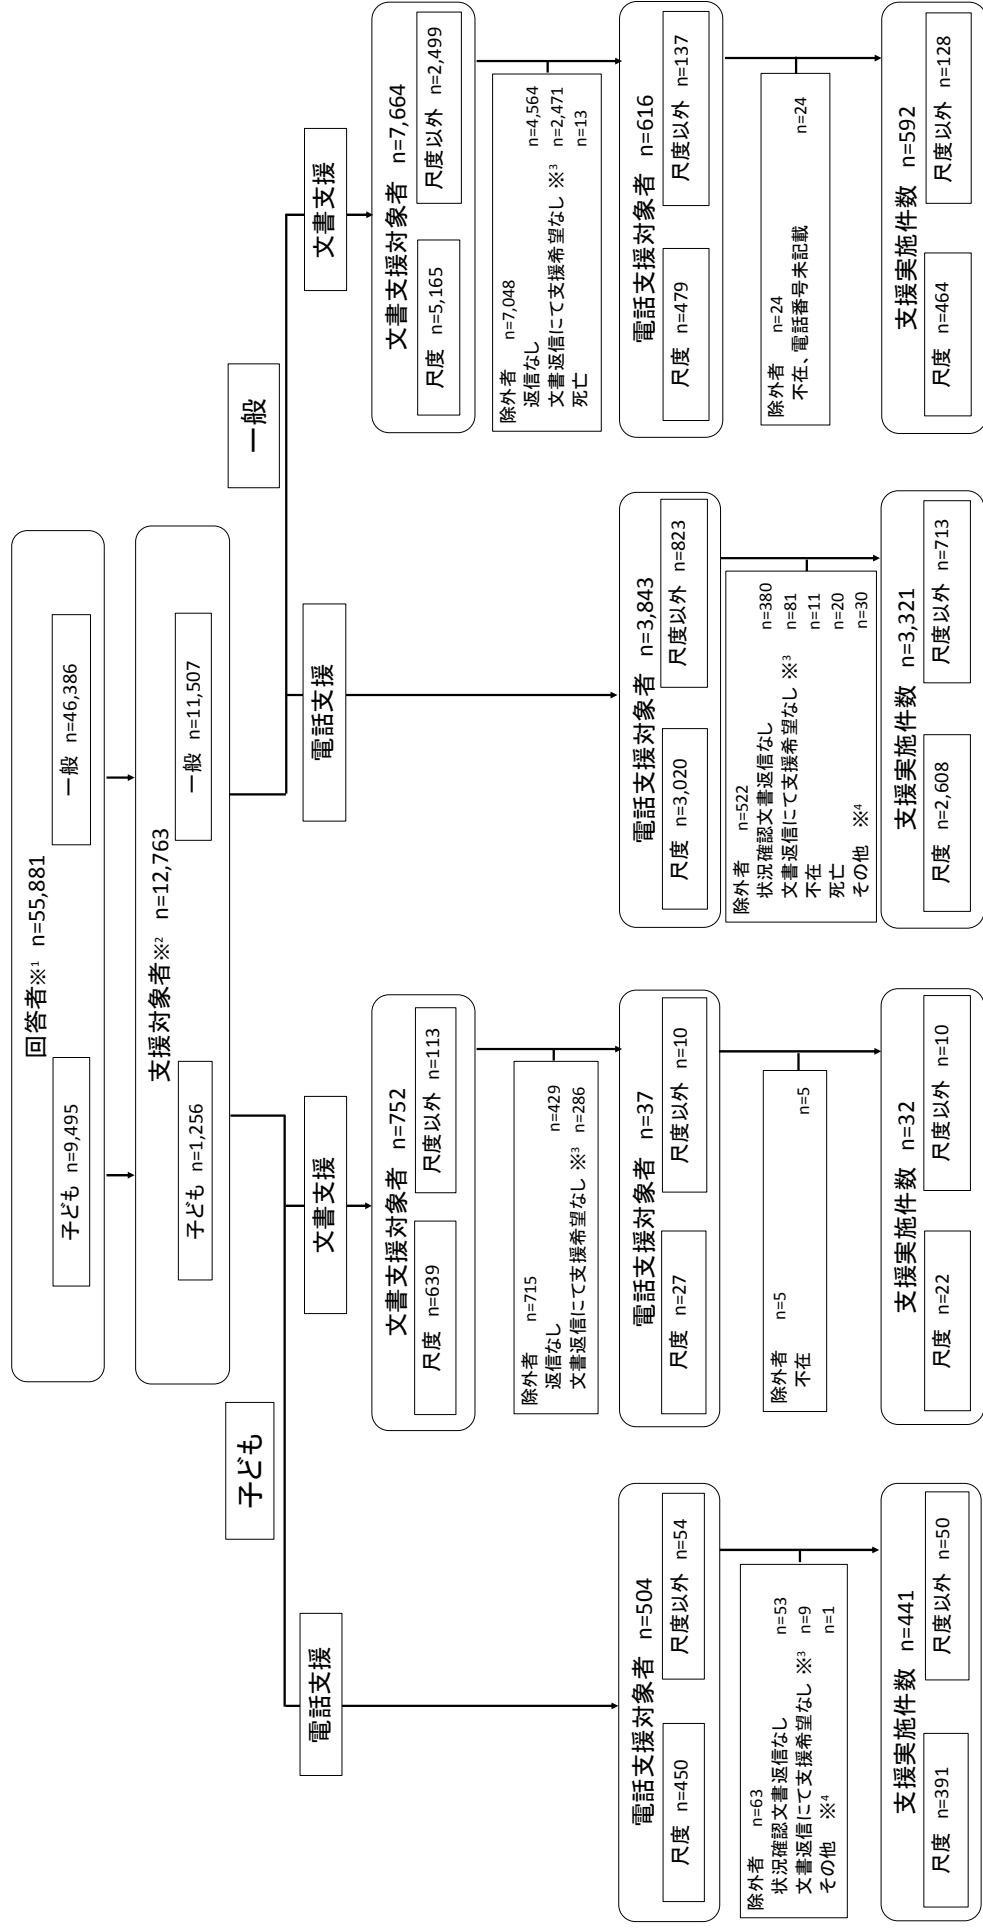 回答者※1 n=55,881
子ども n=9,495
一般 n=46,386
支援対象者※2 n=12,763
子ども n=1,256
一般 n=11,507
子ども
一般
電話支援
文書支援
電話支援
文書支援
文書支援対象者 n=752
尺度 n=639
尺度以外 n=113
文書支援対象者 n=7,664
尺度 n=5,165
尺度以外 n=2,499
除外者 n=715
返信なし n=429
文書返信にて支援希望なし ※3 n=286
除外者 n=7,048
返信なし n=4,564
文書返信にて支援希望なし ※3 n=2,471
死亡 n=13
電話支援対象者 n=504
尺度 n=450
尺度以外 n=54
電話支援対象者 n=37
尺度 n=27
尺度以外 n=10
電話支援対象者 n=3,843
尺度 n=3,020
尺度以外 n=823
電話支援対象者 n=616
尺度 n=479
尺度以外 n=137
除外者 n=63
状況確認文書返信なし n=53
文書返信にて支援希望なし ※3 n=9
その他 ※4 n=1
除外者 n=5
不在 n=5
除外者 n=522
状況確認文書返信なし n=380
文書返信にて支援希望なし ※3 n=81
不在 n=11
死亡 n=20
その他 ※4 n=30
除外者 n=24
不在、電話番号未記載 n=24
支援実施件数 n=441
尺度 n=391
尺度以外 n=50
支援実施件数 n=32
尺度 n=22
尺度以外 n=10
支援実施件数 n=3,321
尺度 n=2,608
尺度以外 n=713
支援実施件数 n=592
尺度 n=464
尺度以外 n=128